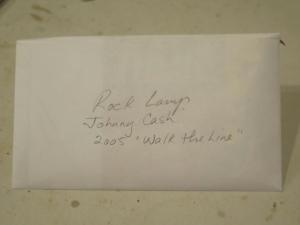 Rock Lamp
Johnny Cash
2005 "Walk the Line"